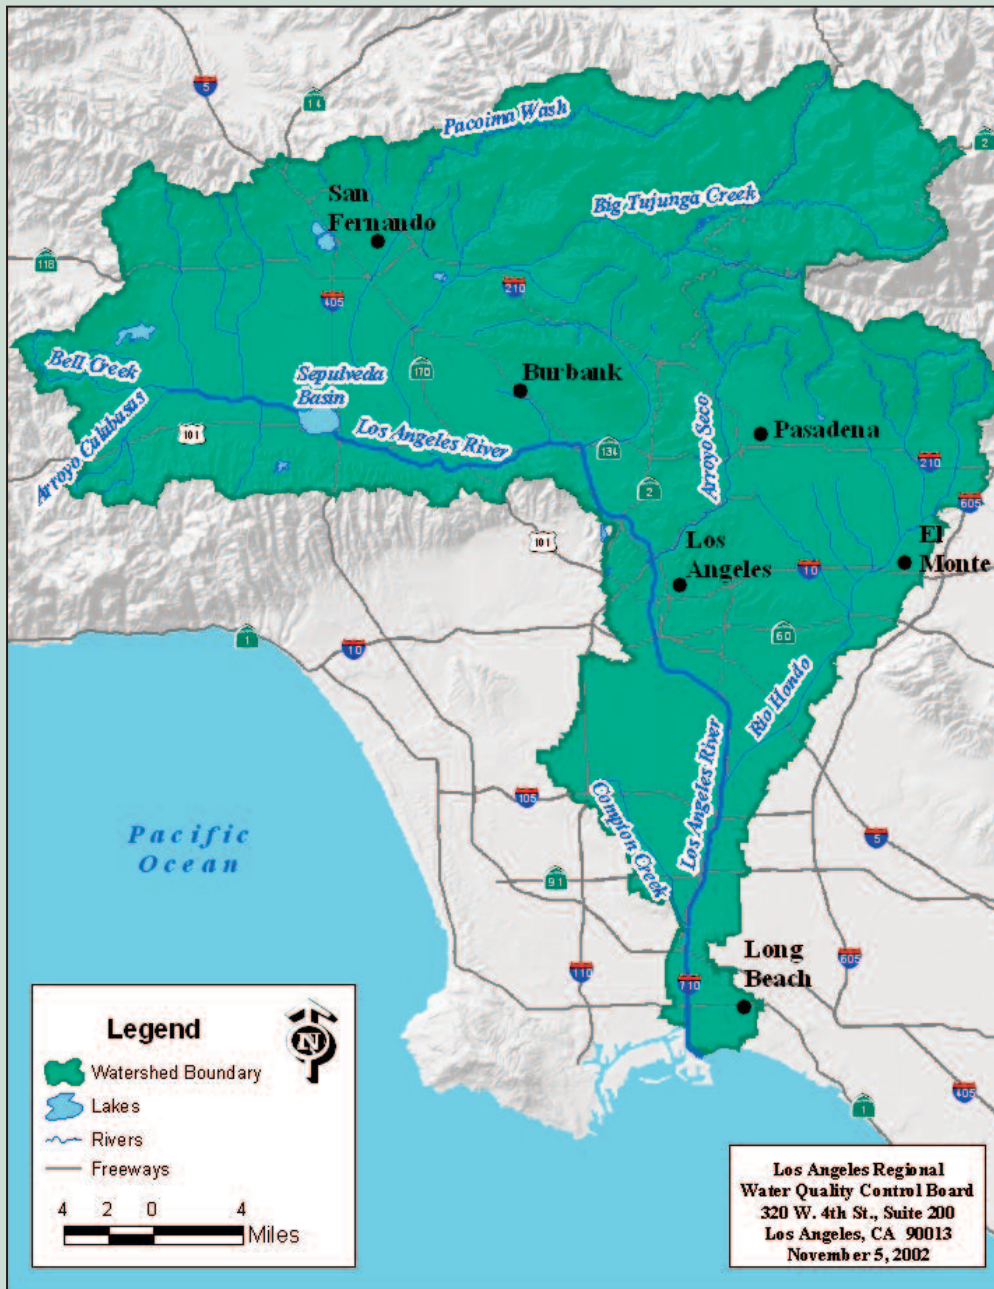 5
14
Pacoima Wash
2
San
Fernando
Big Tujunga Creek
118
405
210
Bell Creek
Sepulveda
Basin
170
Burbank
Arroyo Calabasas
101
Los Angeles River
134
Arroyo Seco
Pasadena
210
2
605
101
Los
Angeles
10
El
Monte
1
10
60
Rio Hondo
Los Angeles River
105
Compton Creek
5
Pacific
Ocean
91
Long
Beach
605
110
710
405
1
Legend
N
Watershed Boundary
Lakes
Rivers
Freeways
4 2 0 4
Miles
Los Angeles Regional
Water Quality Control Board
320 W. 4th St., Suite 200
Los Angeles, CA 90013
November 5, 2002